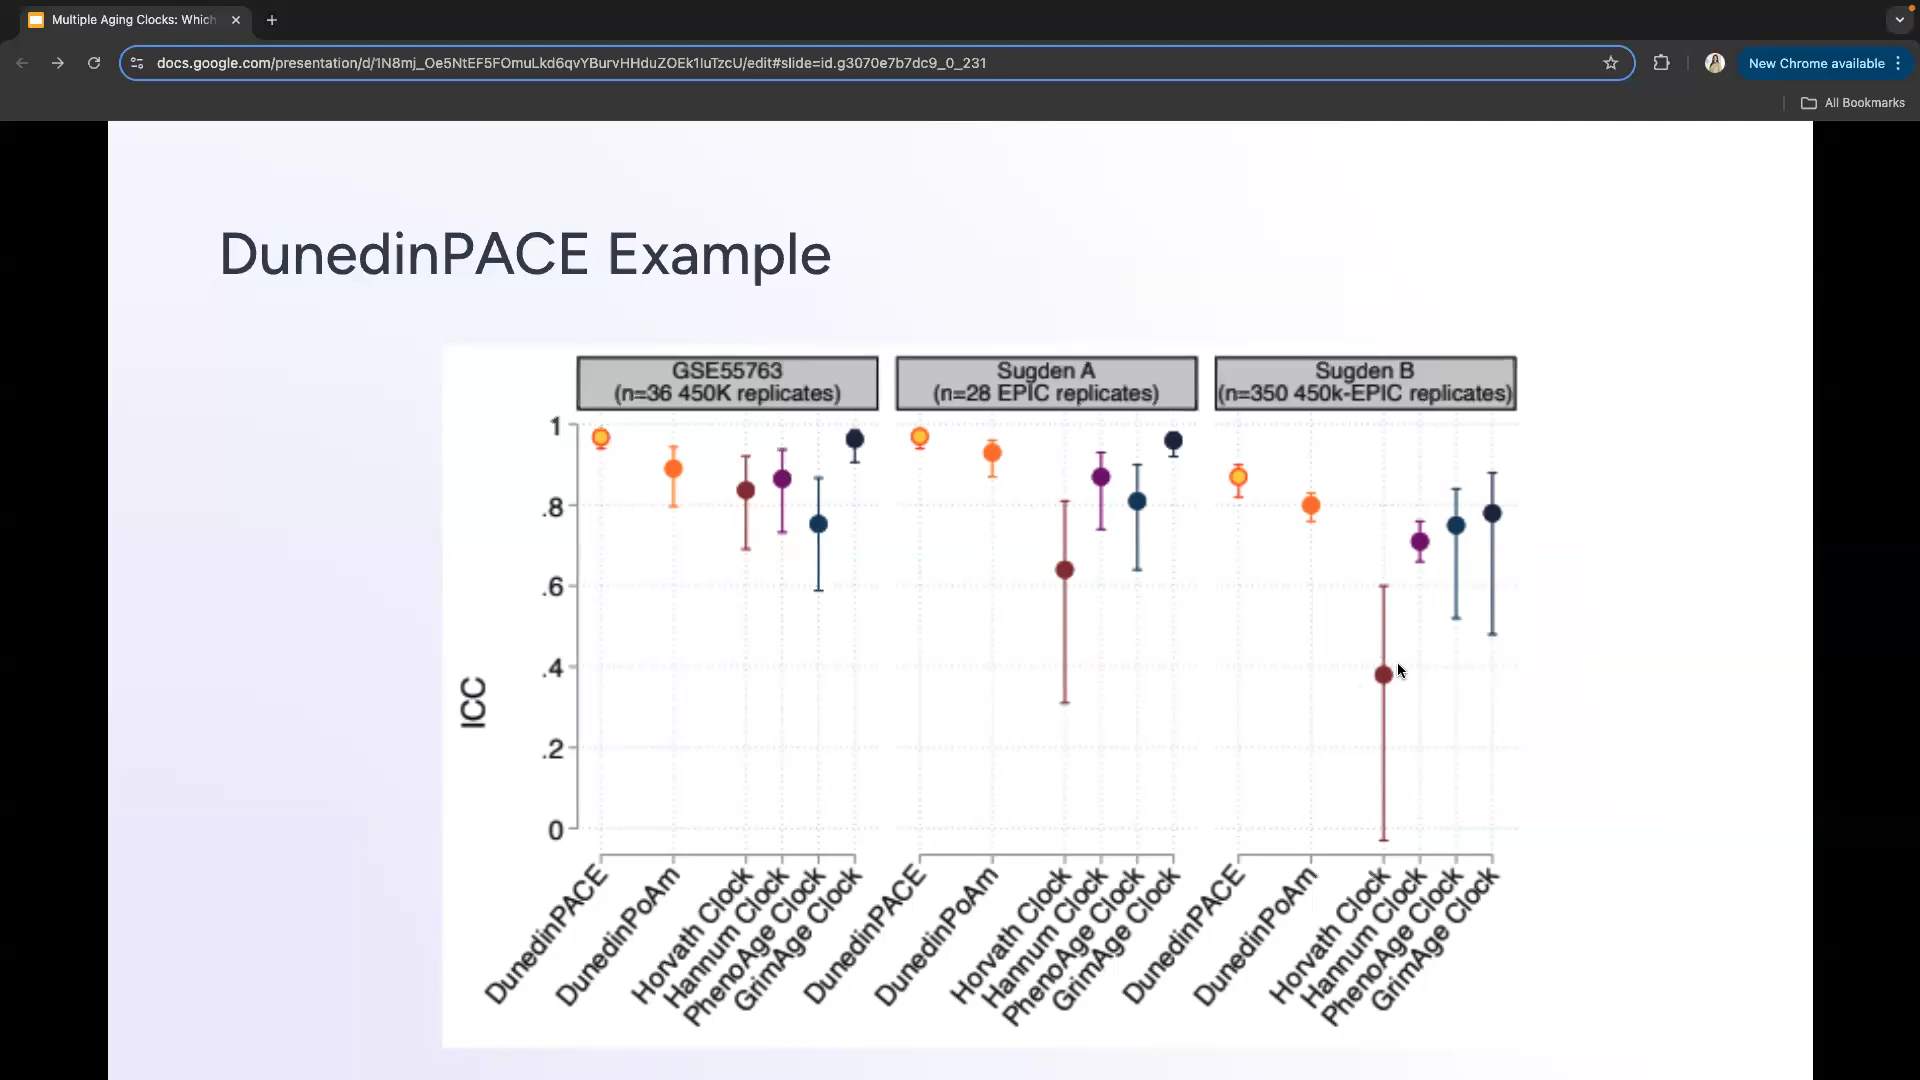 Multiple Aging Clocks: Which
docs.google.com/presentation/d/1N8mj_Oe5NtEF5FOmuLkd6qvYBurvHHduZOEk1luTzcU/edit#slide=id.g3070e7b7dc9_0_231
New Chrome available
All Bookmarks
DunedinPACE Example
GSE55763
(n=36 450K replicates)
Sugden A
(n=28 EPIC replicates)
Sugden B
(n=350 450k-EPIC replicates)
ICC
1
.8
.6
.4
.2
0
DunedinPACE
DunedinPoAm
Horvath Clock
Hannum Clock
PhenoAge Clock
GrimAge Clock
DunedinPACE
DunedinPoAm
Horvath Clock
Hannum Clock
PhenoAge Clock
GrimAge Clock
DunedinPACE
DunedinPoAm
Horvath Clock
Hannum Clock
PhenoAge Clock
GrimAge Clock